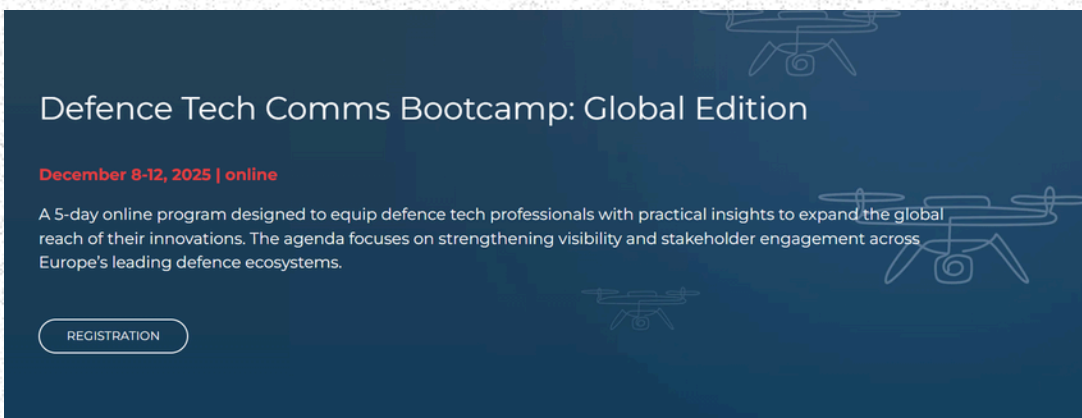 Defence Tech Comms Bootcamp: Global Edition
December 8-12, 2025 | online
A 5-day online program designed to equip defence tech professionals with practical insights to expand the global
reach of their innovations. The agenda focuses on strengthening visibility and stakeholder engagement across
Europe's leading defence ecosystems.
REGISTRATION